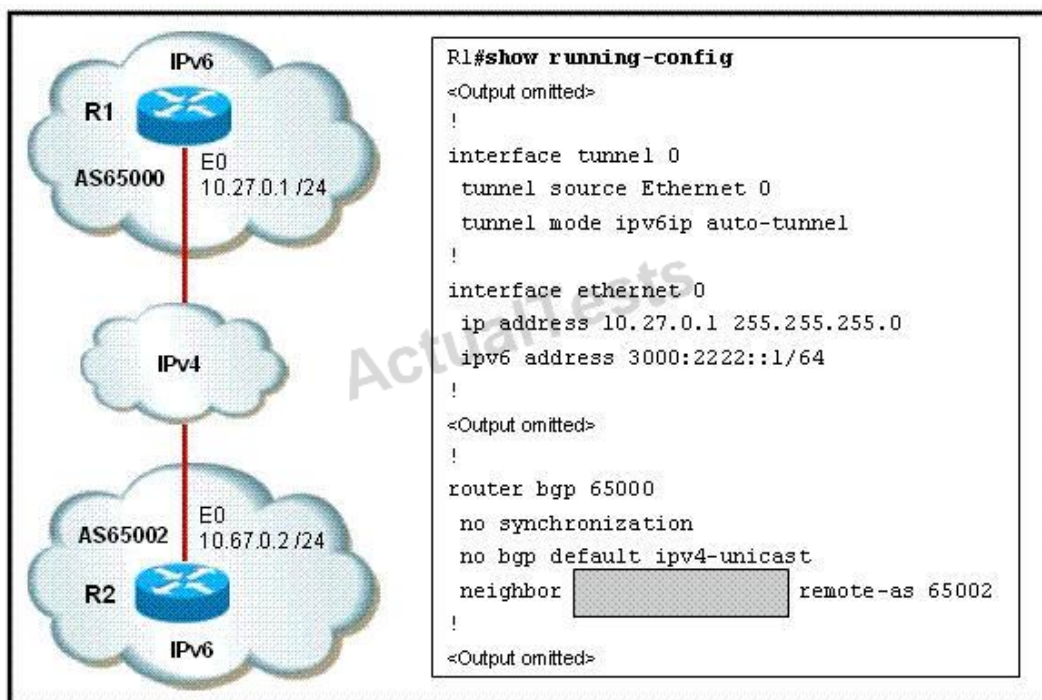 IPv6
R1
AS65000
E0
10.27.0.1 /24
IPv4
AS65002
E0
10.67.0.2 /24
R2
IPv6
R1#show running-config
<Output omitted>
!
interface tunnel 0
tunnel source Ethernet 0
tunnel mode ipv6ip auto-tunnel
!
interface ethernet 0
ip address 10.27.0.1 255.255.255.0
ipv6 address 3000:2222::1/64
!
<Output omitted>
!
router bgp 65000
no synchronization
no bgp default ipv4-unicast
neighbor remote-as 65002
!
<Output omitted>
ActualTests